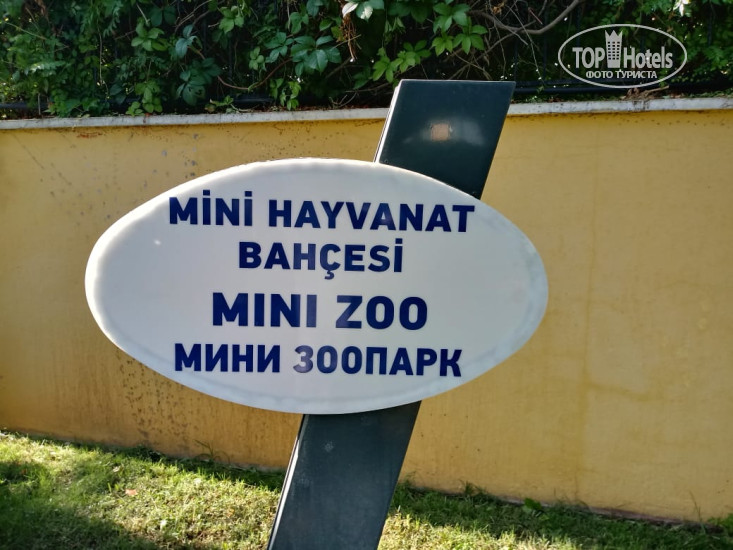 TOP Hotels
ФОТО ТУРИСТА
MİNİ HAYVANAT
BAHÇESİ
MINI ZOO
МИНИ ЗООПАРК